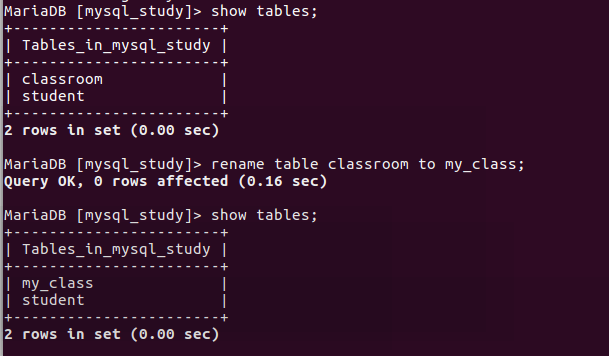 MariaDB [mysql_study]> show tables;
+-----------------------+
| Tables_in_mysql_study |
+-----------------------+
| classroom             |
| student               |
+-----------------------+
2 rows in set (0.00 sec)
MariaDB [mysql_study]> rename table classroom to my_class;
Query OK, 0 rows affected (0.16 sec)
MariaDB [mysql_study]> show tables;
+-----------------------+
| Tables_in_mysql_study |
+-----------------------+
| my_class              |
| student               |
+-----------------------+
2 rows in set (0.00 sec)